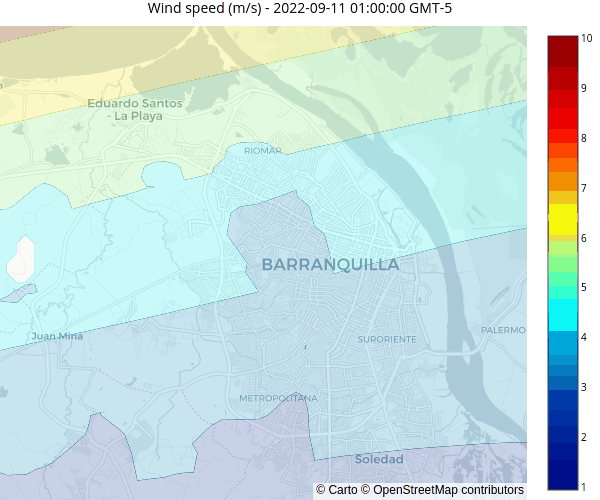 Wind speed (m/s) - 2022-09-11 01:00:00 GMT-5
10
9
8
7
6
5
4
3
2
1
Eduardo Santos
- La Playa
RIOMAR
BARRANQUILLA
Juan Mina
SURORIENTE
PALERMO
METROPOLITANA
Soledad
© Carto © OpenStreetMap contributors